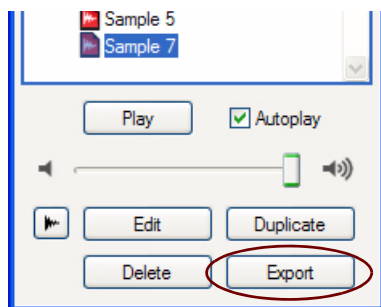 Sample 5
Sample 7
Play
Autoplay
Edit
Duplicate
Delete
Export